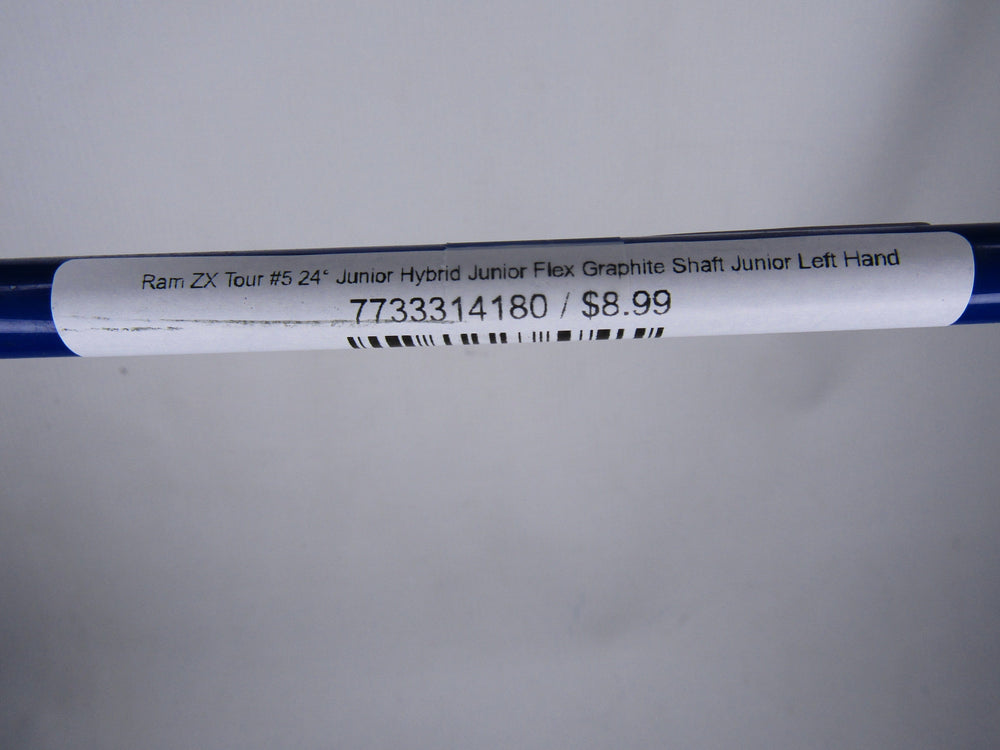 Ram ZX Tour #5 24° Junior Hybrid Junior Flex Graphite Shaft Junior Left Hand
7733314180 / $8.99